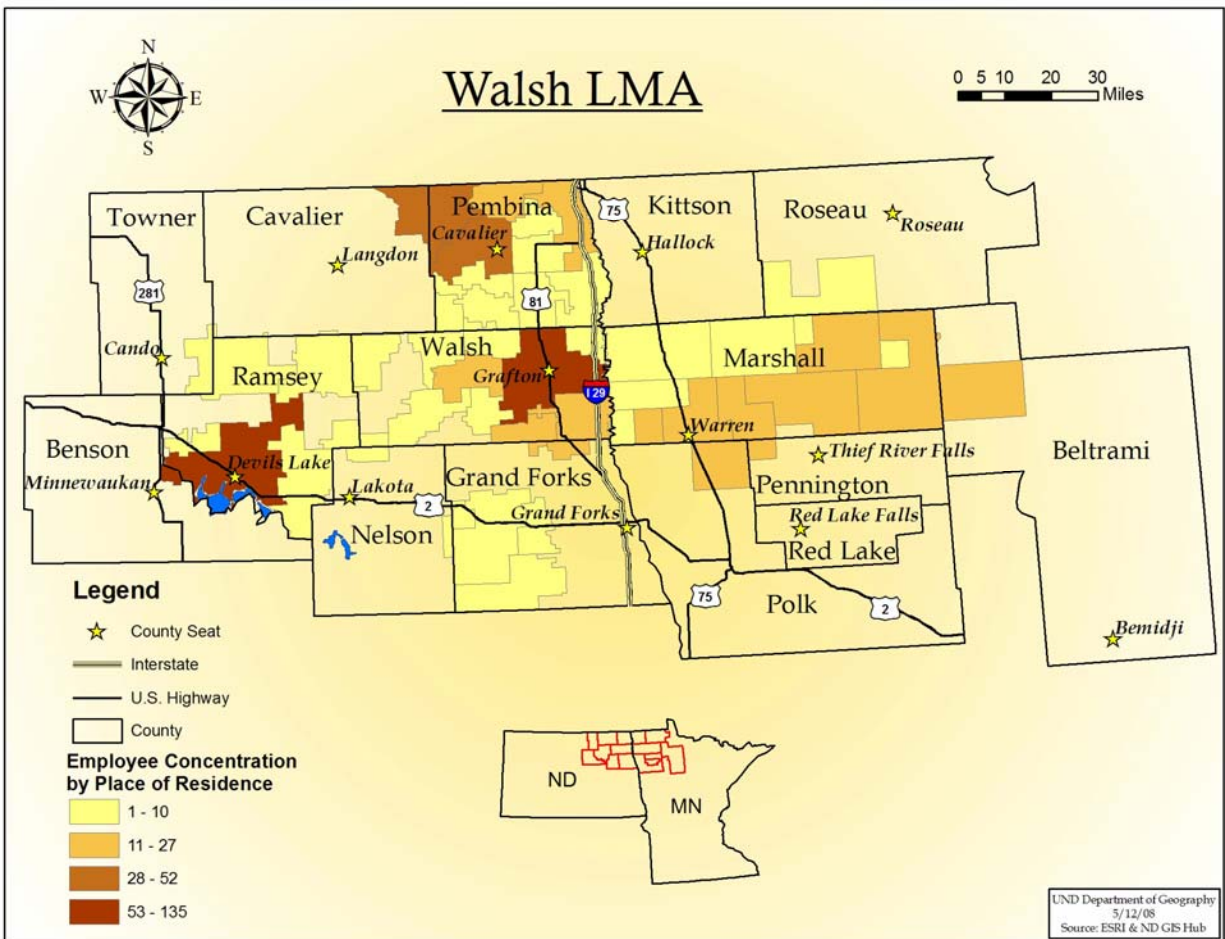 Walsh LMA
N
W
E
S
0 5 10 20 30
Miles
Towner
Cavalier
Pembina
Cavalier
75
Kittson
Roseau
Roseau
Langdon
Hallock
281
81
Cando
Ramsey
Walsh
Grafton
I 29
Marshall
Benson
Minnewaukan
Devils Lake
Lakota
2
Nelson
Grand Forks
Grand Forks
Warren
Thief River Falls
Pennington
Red Lake Falls
Red Lake
Beltrami
75
Polk
2
Bemidji
Legend
County Seat
Interstate
U.S. Highway
County
Employee Concentration
by Place of Residence
1 - 10
11 - 27
28 - 52
53 - 135
ND
MN
UND Department of Geography
5/12/08
Source: ESRI & ND GIS Hub